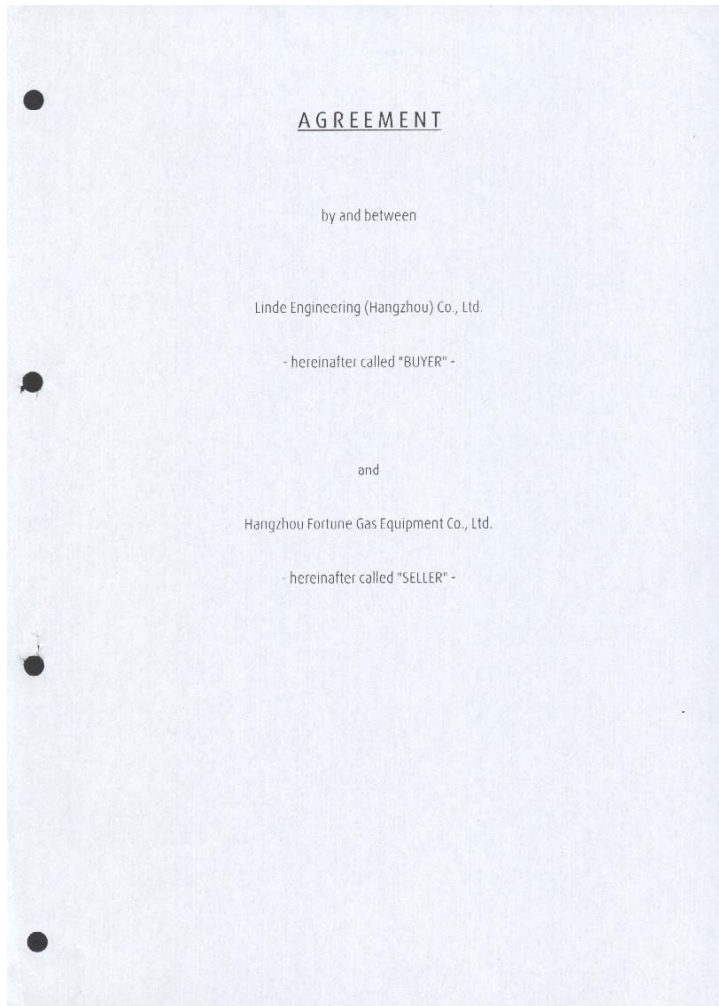 AGREEMENT
by and between
Linde Engineering (Hangzhou) Co., Ltd.
- hereinafter called "BUYER" -
and
Hangzhou Fortune Gas Equipment Co., Ltd.
- hereinafter called "SELLER" -